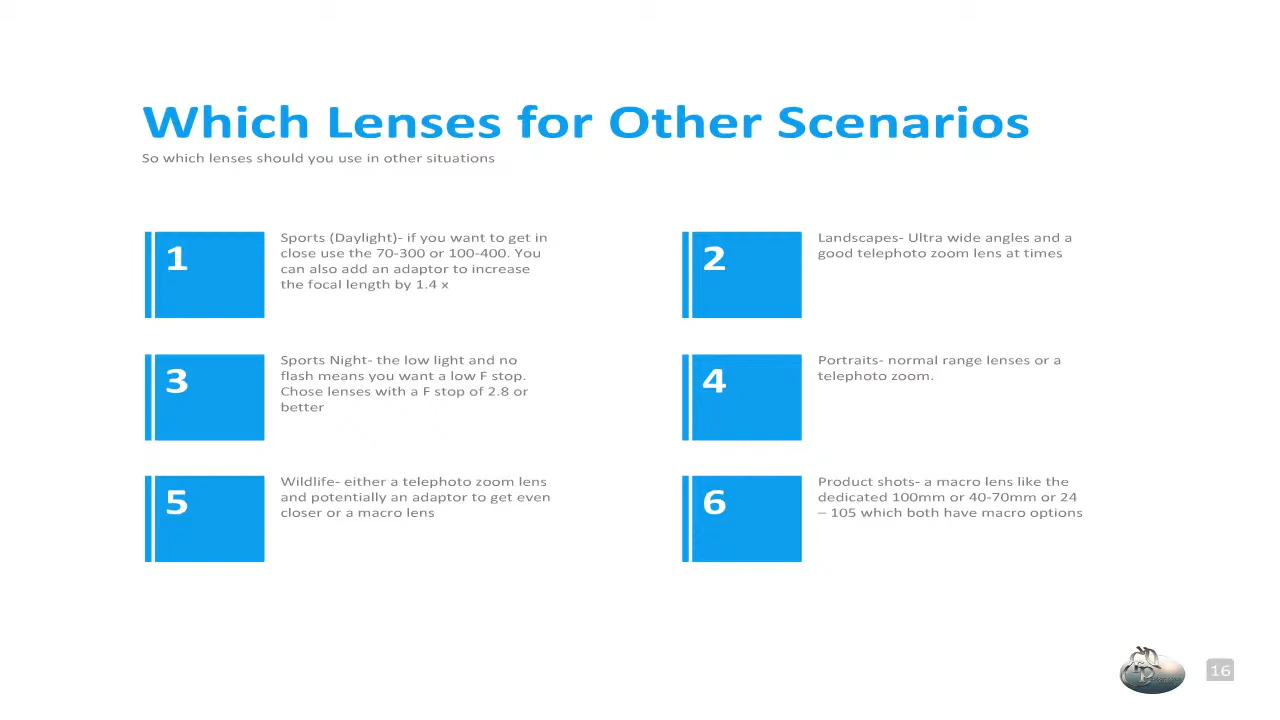 Which Lenses for Other Scenarios
So which lenses should you use in other situations
1
Sports (Daylight)- if you want to get in
close use the 70-300 or 100-400. You
can also add an adaptor to increase
the focal length by 1.4 x
2
Landscapes- Ultra wide angles and a
good telephoto zoom lens at times
3
Sports Night- the low light and no
flash means you want a low F stop.
Chose lenses with a F stop of 2.8 or
better
4
Portraits- normal range lenses or a
telephoto zoom.
5
Wildlife- either a telephoto zoom lens
and potentially an adaptor to get even
closer or a macro lens
6
Product shots- a macro lens like the
dedicated 100mm or 40-70mm or 24
– 105 which both have macro options
16